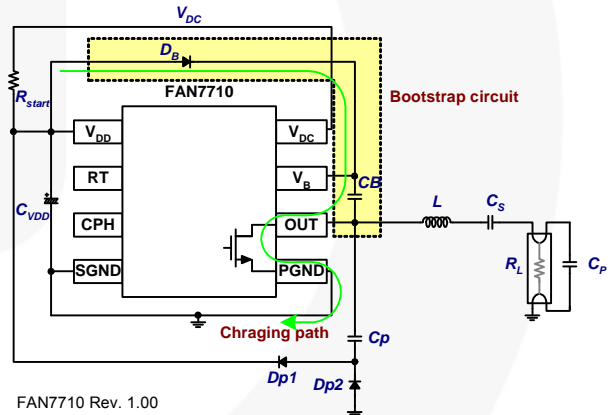 VDC
DB
FAN7710
Rstart
Bootstrap circuit
VDD
VDC
RT
VB
CB
CVDD
CPH
OUT
L
CS
SGND
PGND
RL
CP
Chraging path
Cp
Dp1
Dp2
FAN7710 Rev. 1.00